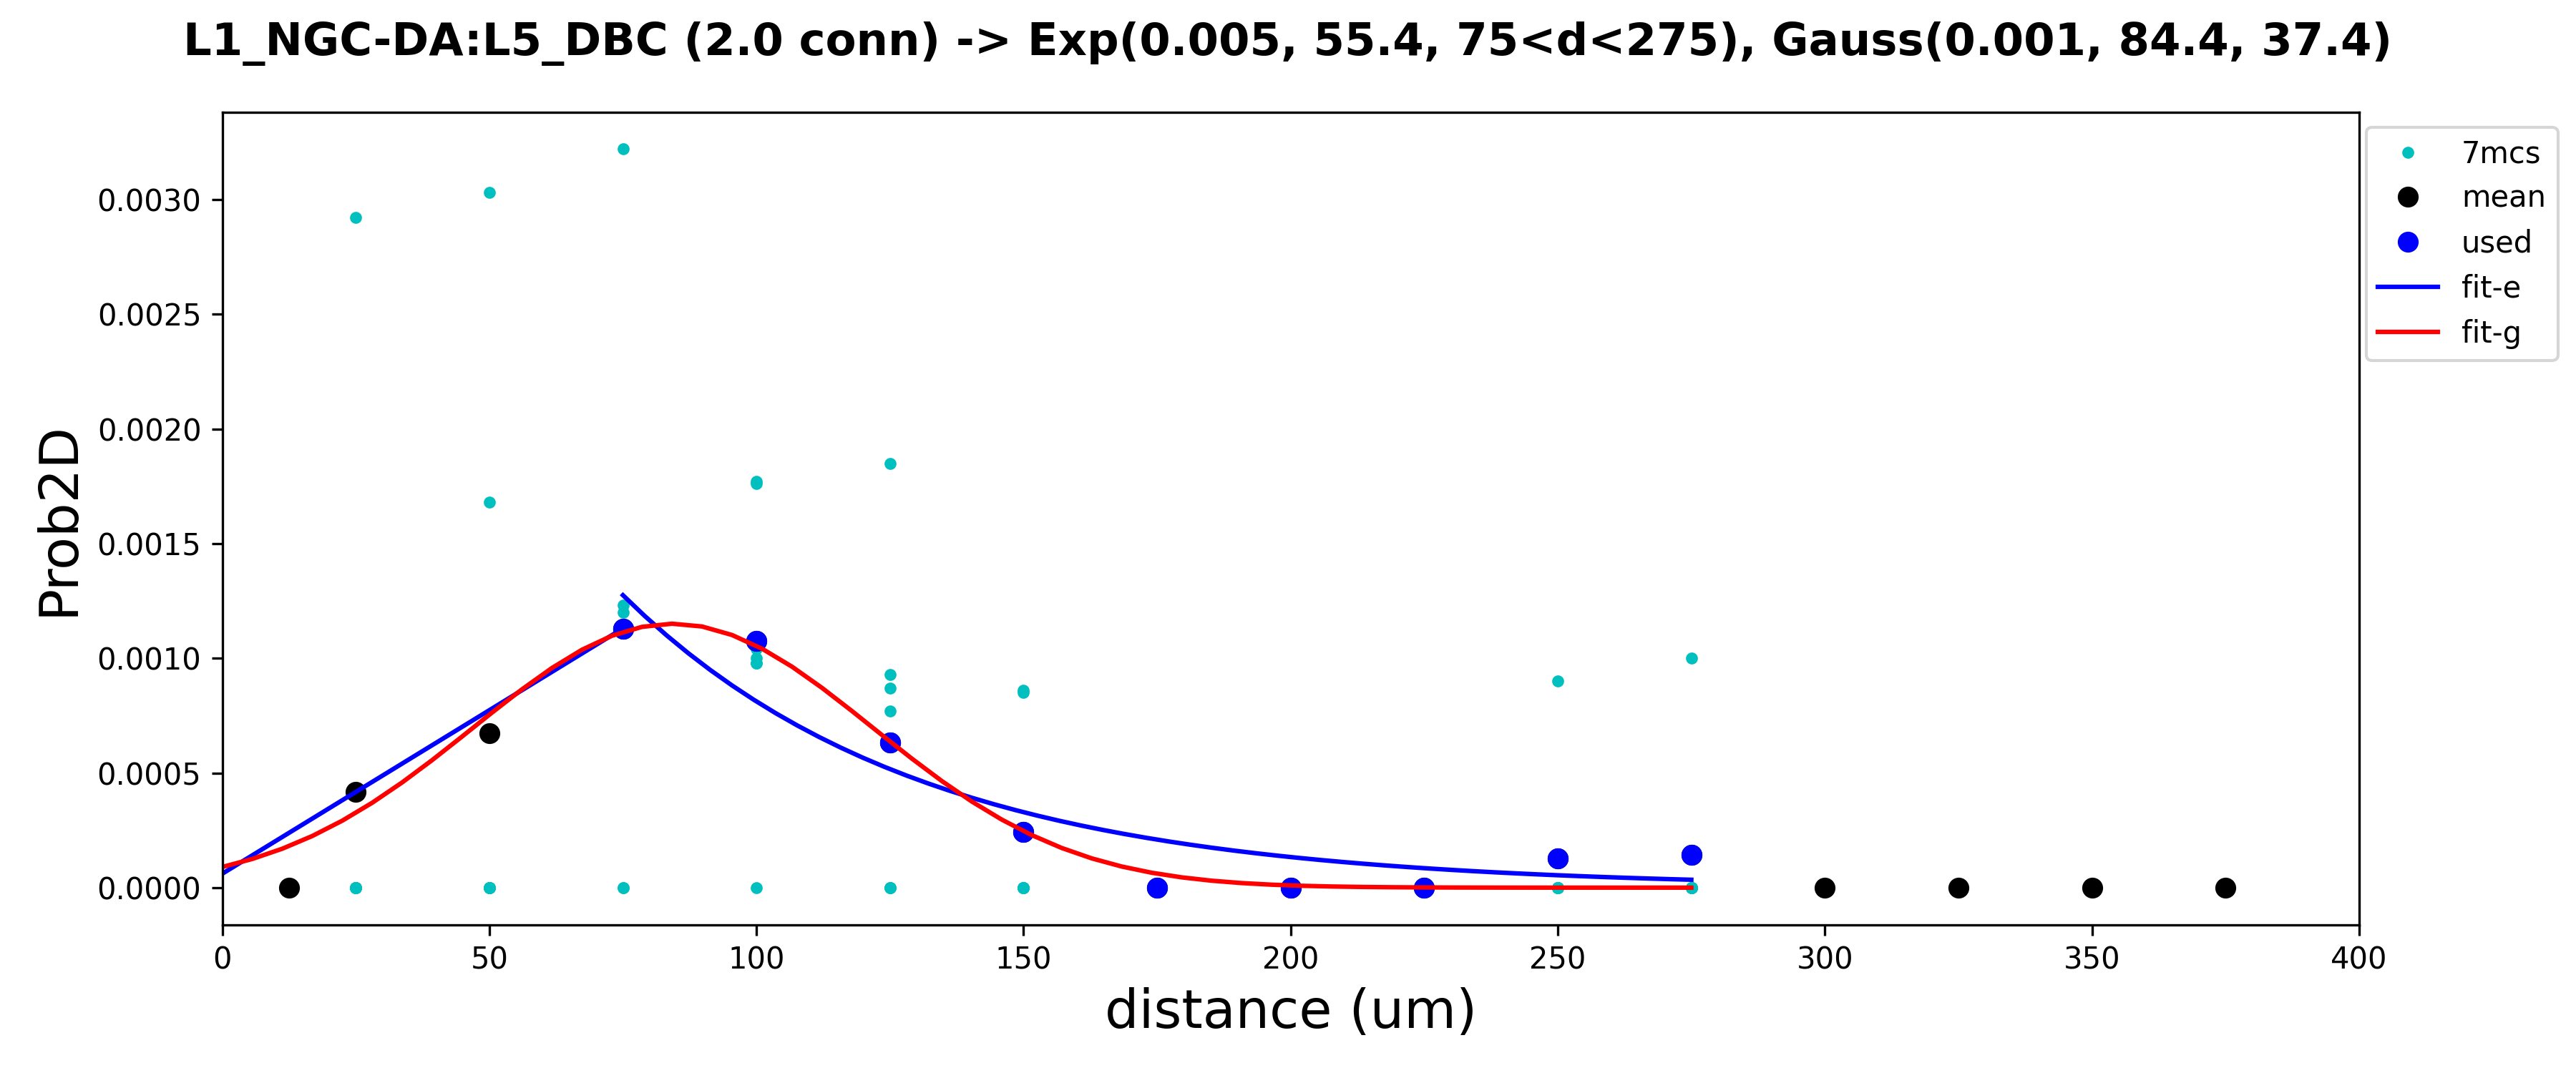 L1_NGC-DA:L5_DBC (2.0 conn) -> Exp(0.005, 55.4, 75<d<275), Gauss(0.001, 84.4, 37.4)
7mcs
mean
used
fit-e
fit-g
Prob2D
0.0030
0.0025
0.0020
0.0015
0.0010
0.0005
0.0000
0 50 100 150 200 250 300 350 400
distance (um)